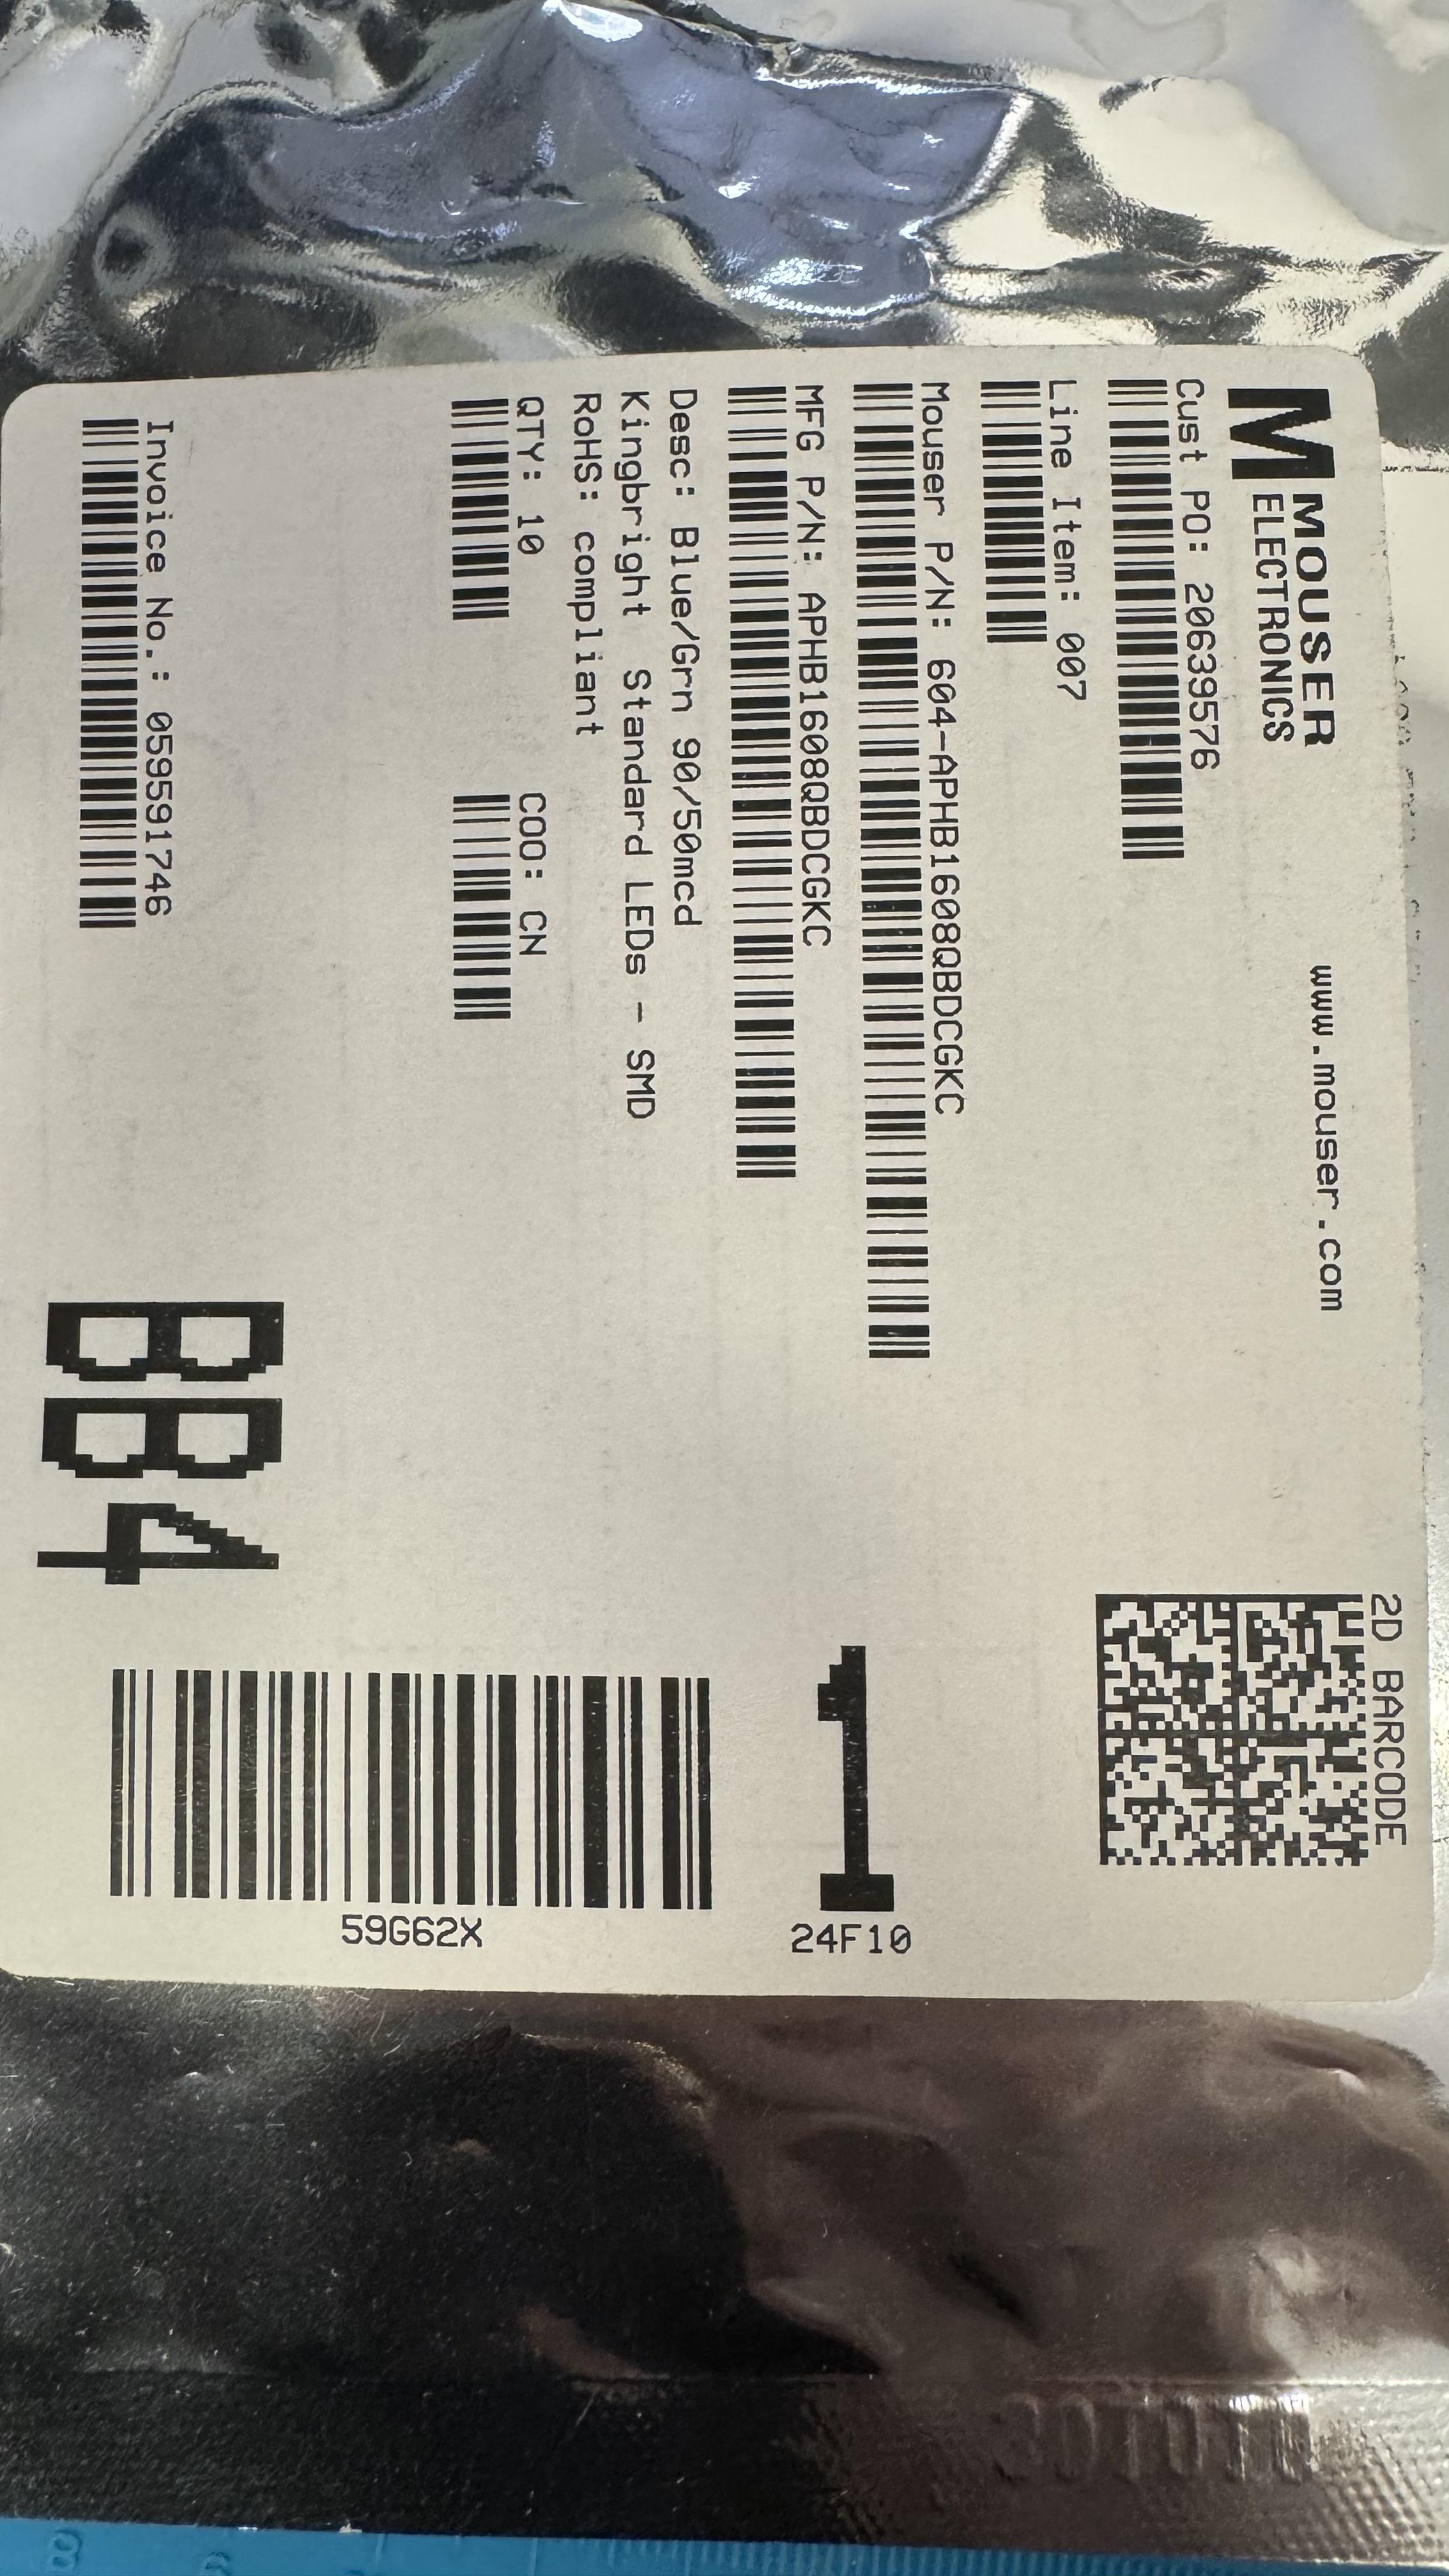 MOUSER
ELECTRONICS
www.mouser.com
2D BARCODE
Cust PO: 20639576
Line Item: 007
Mouser P/N: 604-APHB1608QBDCGKC
MFG P/N: APHB1608QBDCGKC
Desc: Blue/Grn 90/50mcd
Kingbright Standard LEDs - SMD
RoHS: compliant
QTY: 10
COO: CN
Invoice No.: 059591746
BB4
1
24F10
59G62X
8